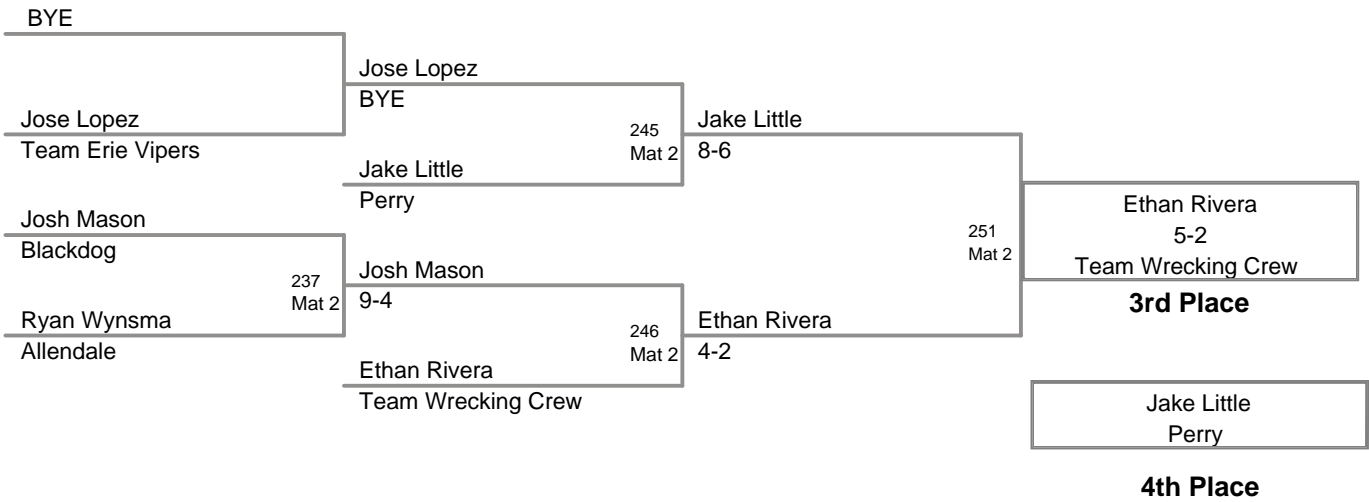 BYE
Jose Lopez
BYE
Jose Lopez
Team Erie Vipers
245
Mat 2
Jake Little
8-6
Jake Little
Perry
Josh Mason
Blackdog
237
Mat 2
Josh Mason
9-4
Ryan Wynsma
Allendale
246
Mat 2
Ethan Rivera
4-2
Ethan Rivera
Team Wrecking Crew
251
Mat 2
Ethan Rivera
5-2
Team Wrecking Crew
3rd Place
Jake Little
Perry
4th Place